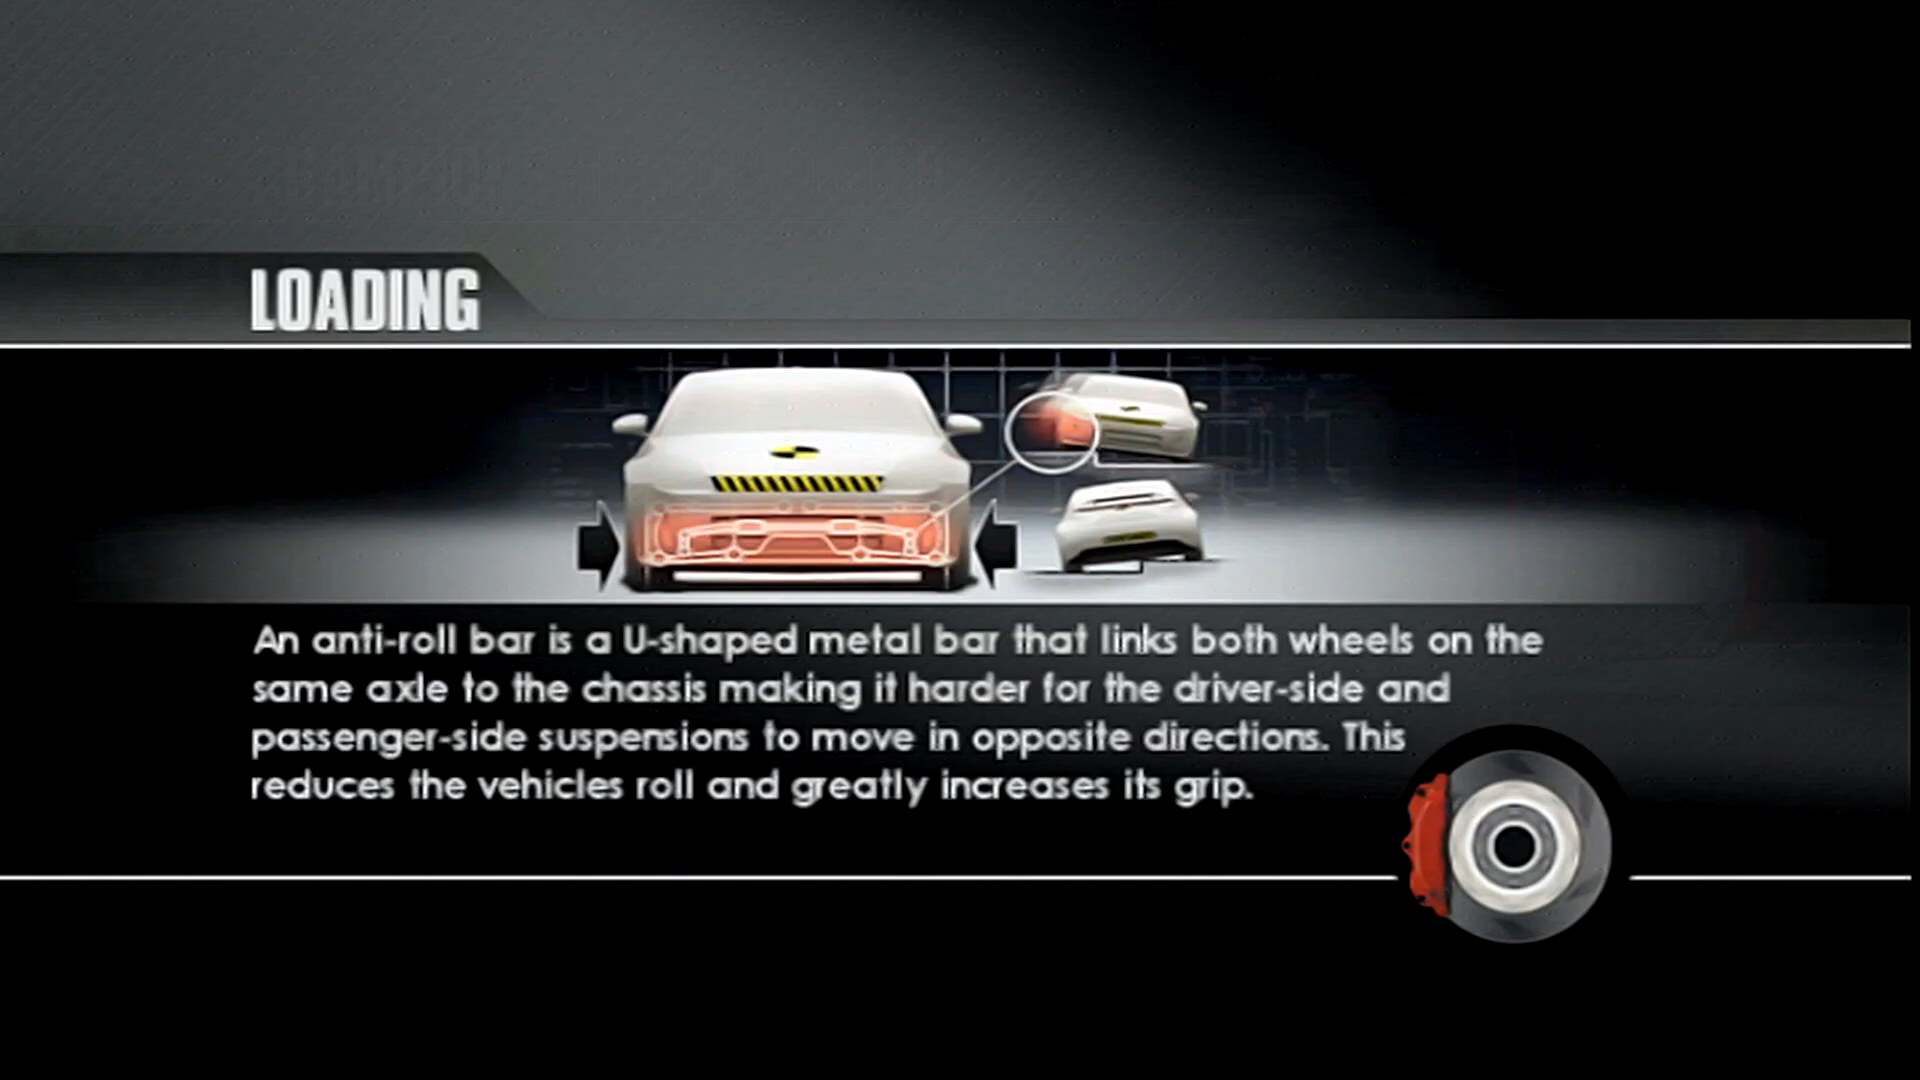 LOADING
An anti-roll bar is a U-shaped metal bar that links both wheels on the
same axle to the chassis making it harder for the driver-side and
passenger-side suspensions to move in opposite directions. This
reduces the vehicles roll and greatly increases its grip.